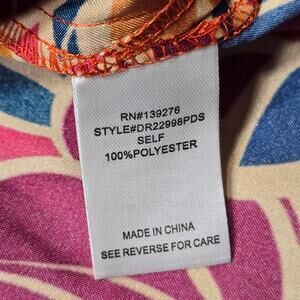 RN#139276
STYLE#DR22998PDS
SELF
100%POLYESTER
MADE IN CHINA
SEE REVERSE FOR CARE